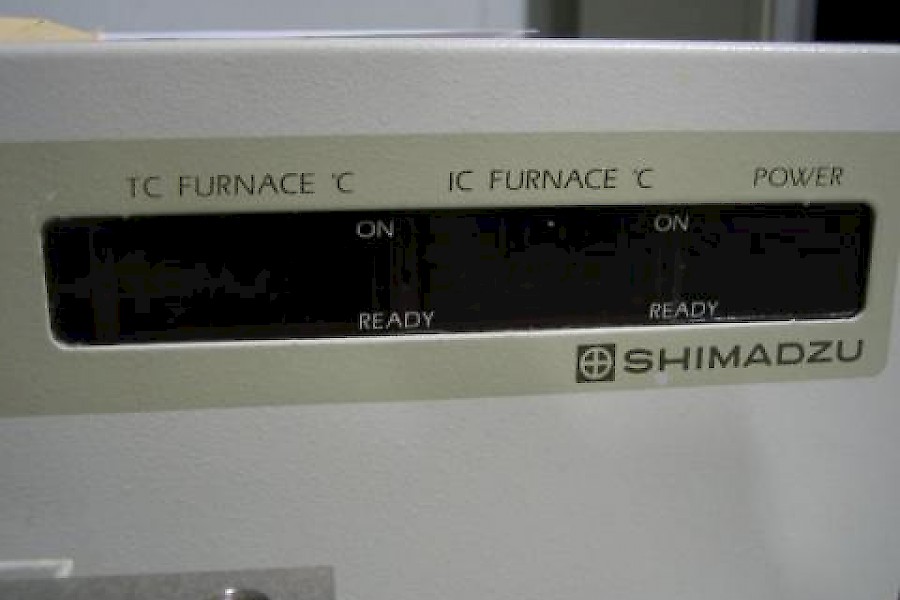 TC FURNACE ℃ IC FURNACE ℃ POWER
ON ON
READY READY
SHIMADZU